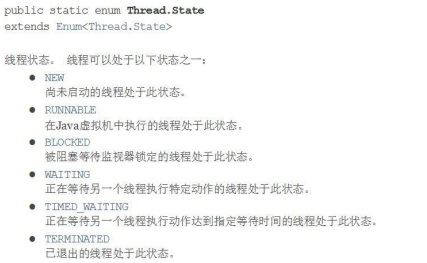 public static enum Thread.State
extends Enum<Thread.State>
线程状态。 线程可以处于以下状态之一：
● NEW
尚未启动的线程处于此状态。
● RUNNABLE
在Java虚拟机中执行的线程处于此状态。
● BLOCKED
被阻塞等待监视器锁定的线程处于此状态。
● WAITING
正在等待另一个线程执行特定动作的线程处于此状态。
● TIMED_WAITING
正在等待另一个线程执行动作达到指定等待时间的线程处于此状态。
● TERMINATED
已退出的线程处于此状态。